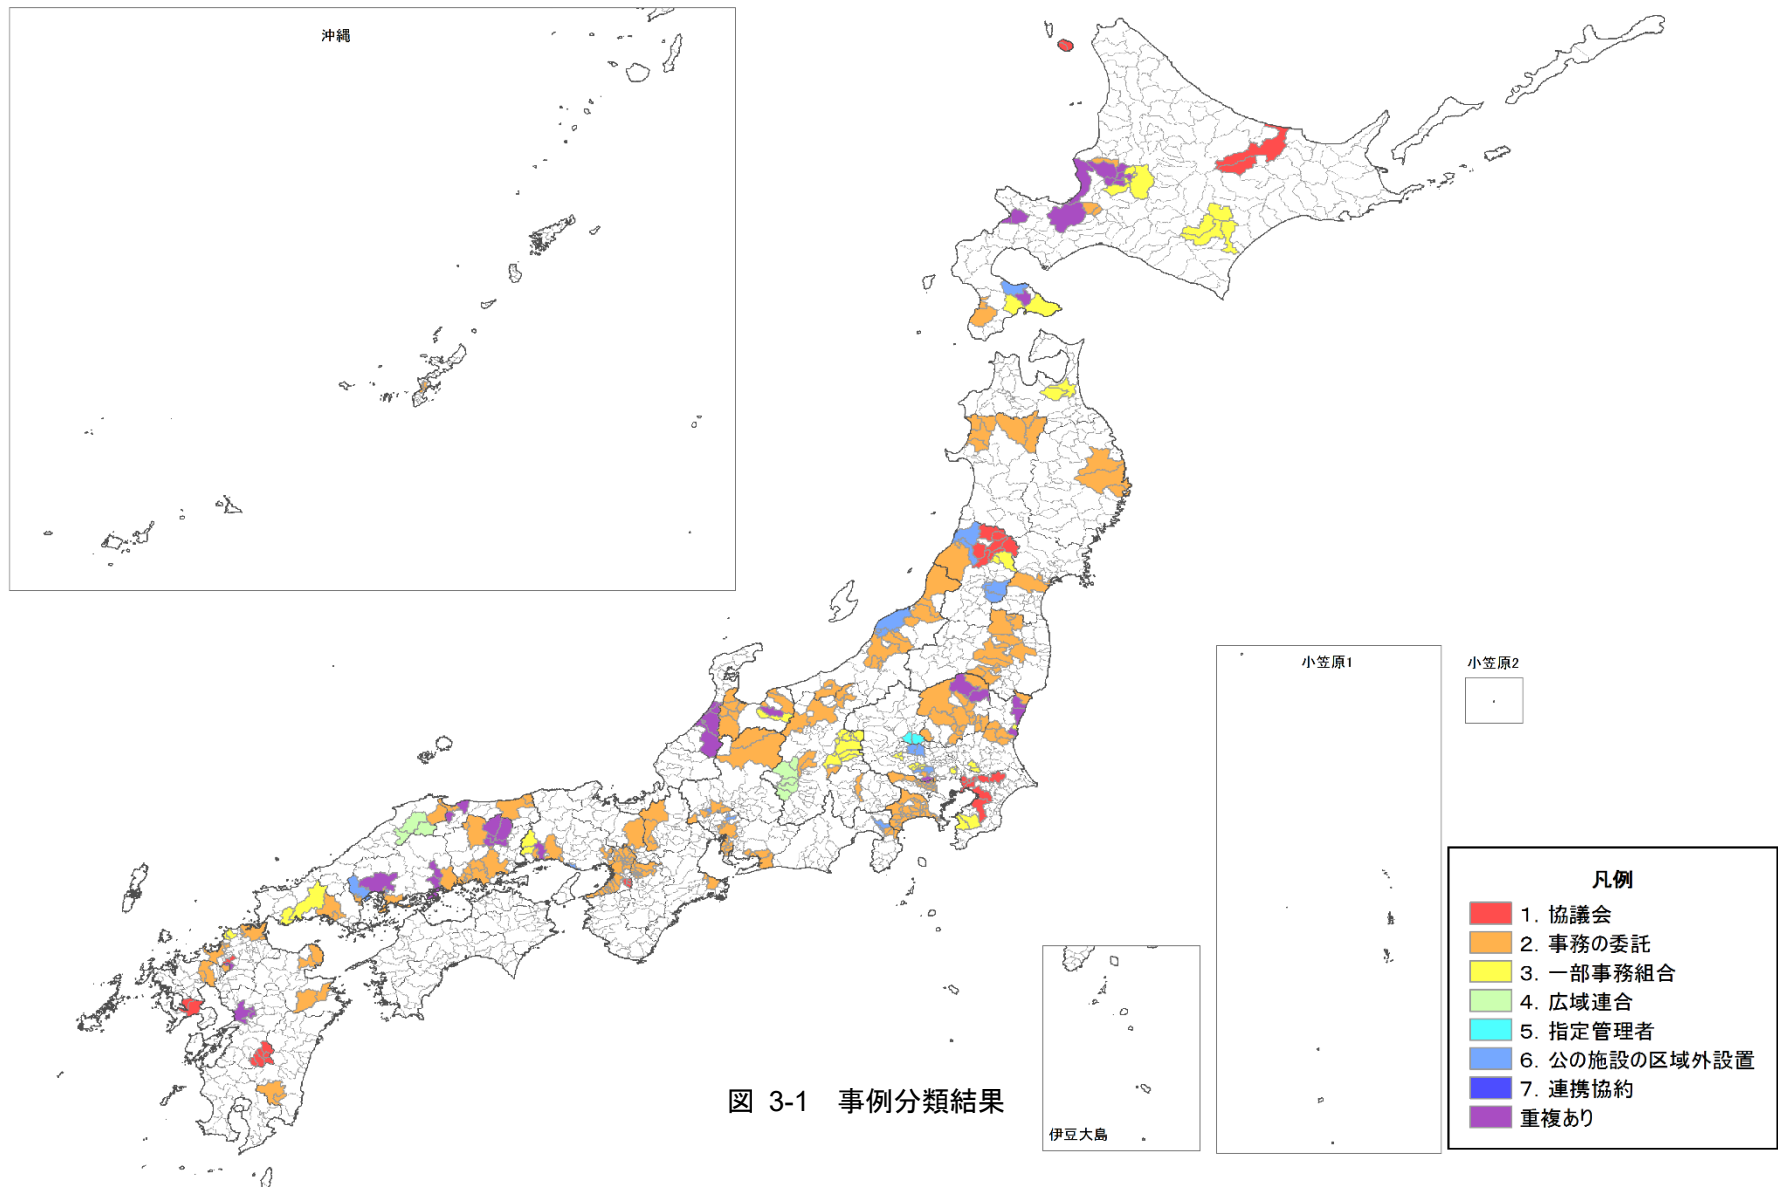 沖縄
小笠原1
小笠原2
伊豆大島
凡例
1. 協議会
2. 事務の委託
3. 一部事務組合
4. 広域連合
5. 指定管理者
6. 公の施設の区域外設置
7. 連携協約
重複あり
図 3-1 事例分類結果